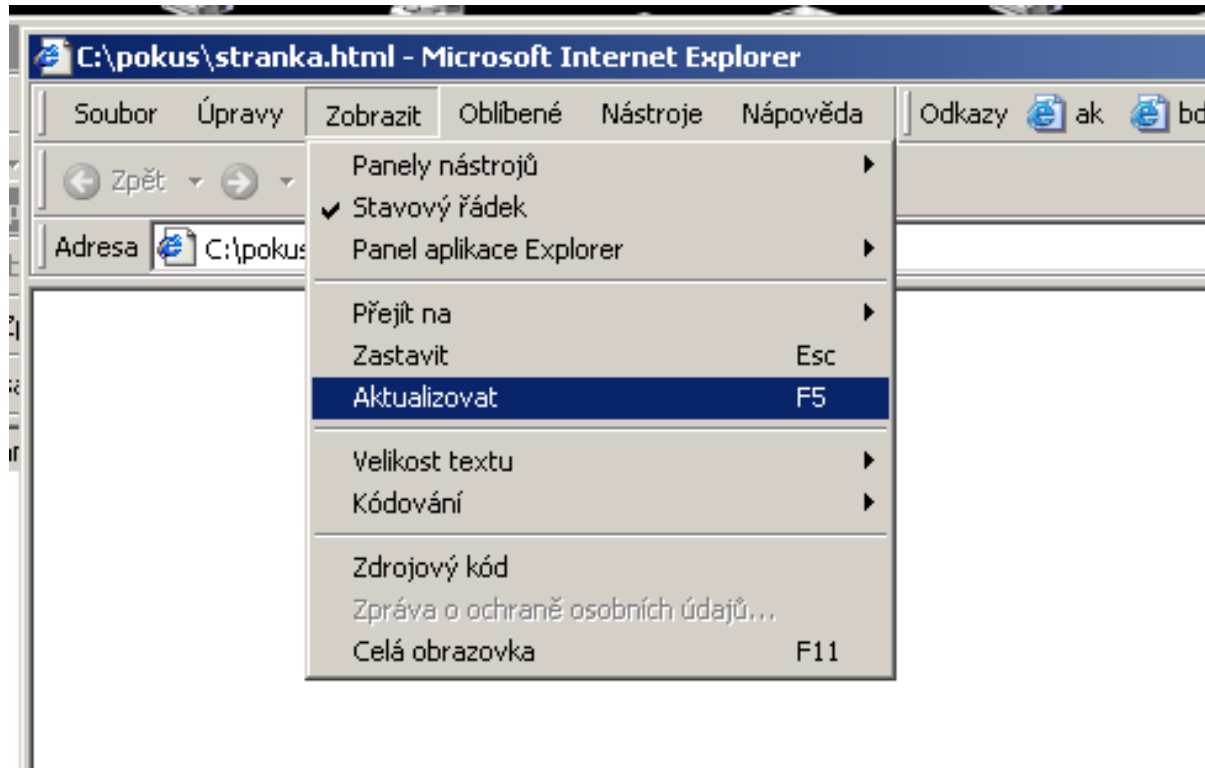 C:\pokus\stranka.html - Microsoft Internet Explorer
Soubor Úpravy Zobrazit Oblíbené Nástroje Nápověda Odkazy ak
Zpět
Adresa C:\pokus
Panely nástrojů
Stavový řádek
Panel aplikace Explorer
Přejít na
Zastavit Esc
Aktualizovat F5
Velikost textu
Kódování
Zdrojový kód
Zpráva o ochraně osobních údajů...
Celá obrazovka F11